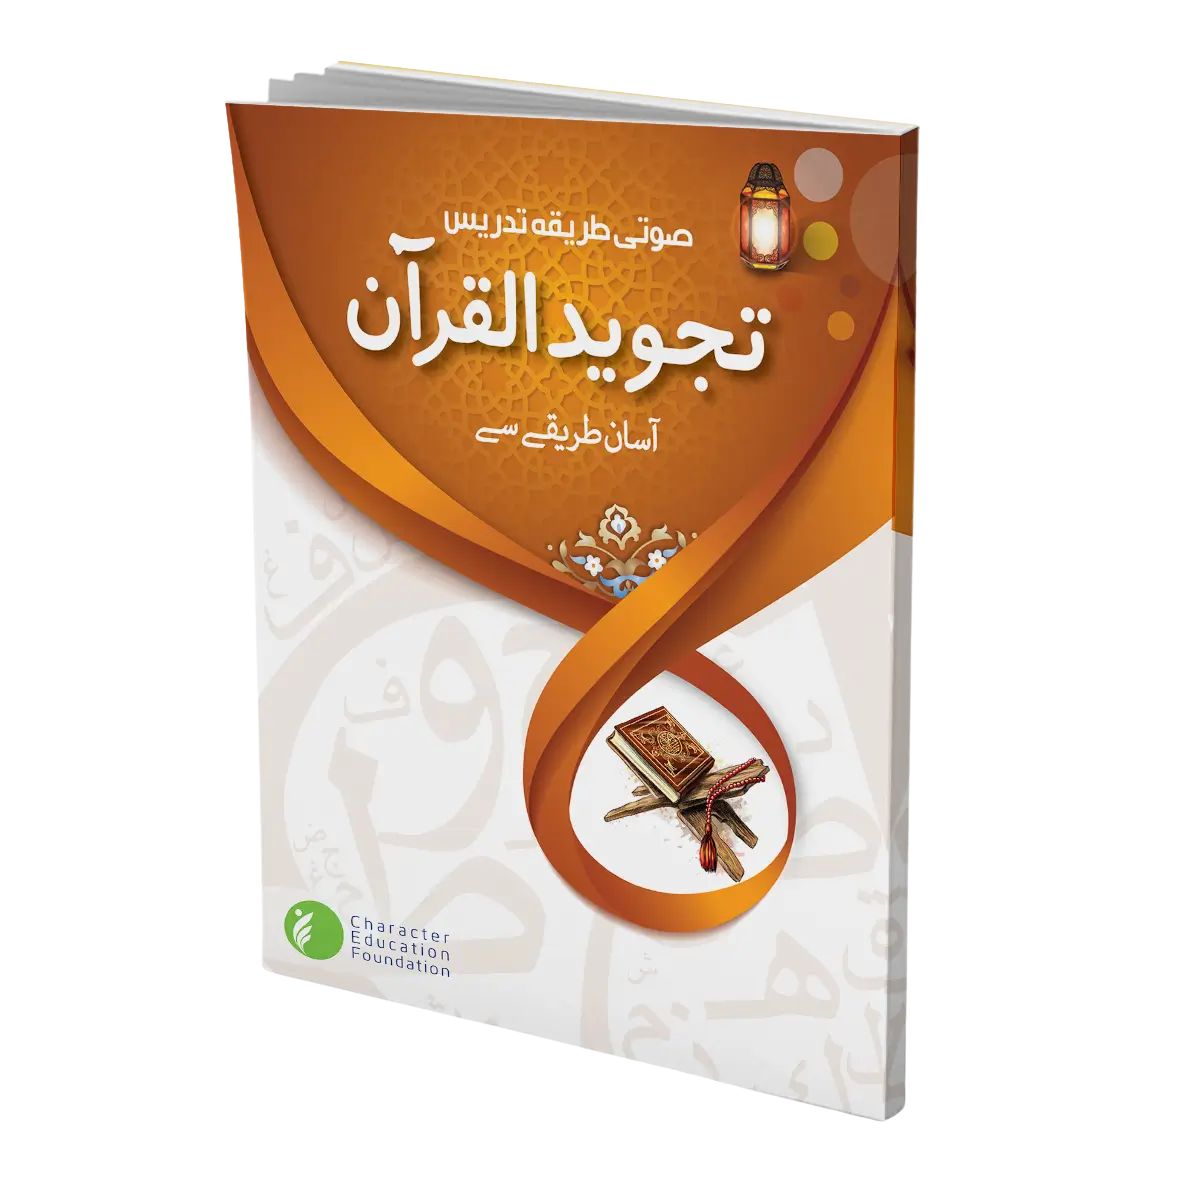 صوتی طریقہ تدریس
تجوید القرآن
آسان طریقے سے
Character
Education
Foundation